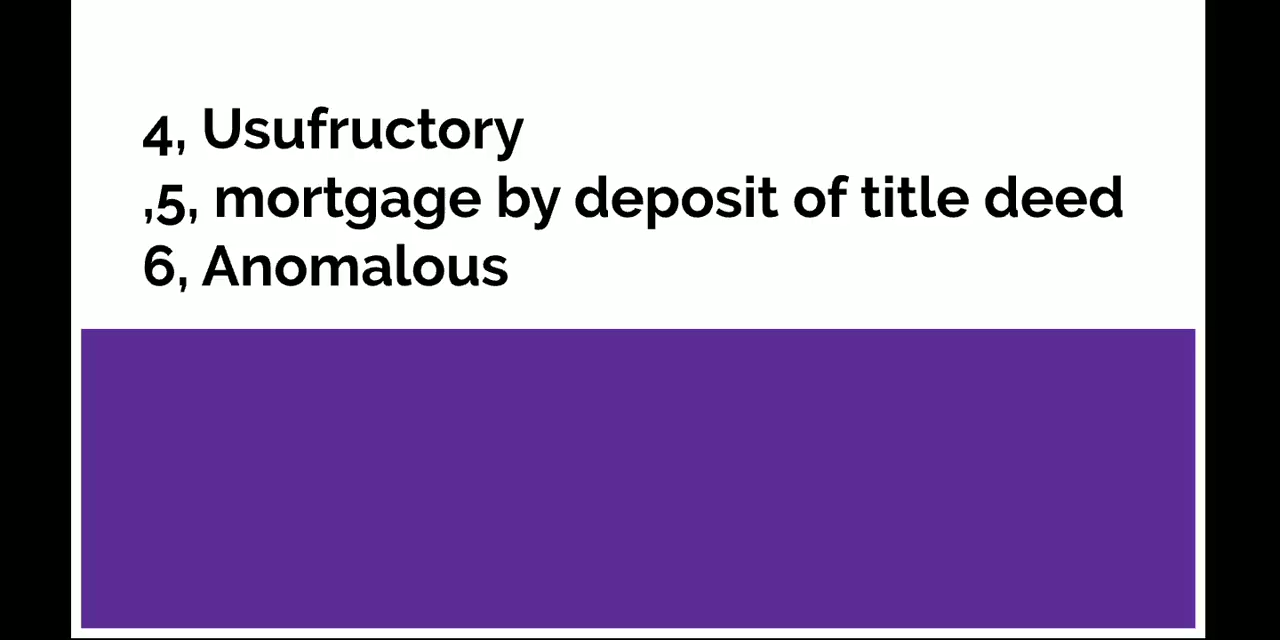 4, Usufructory
,5, mortgage by deposit of title deed
6, Anomalous